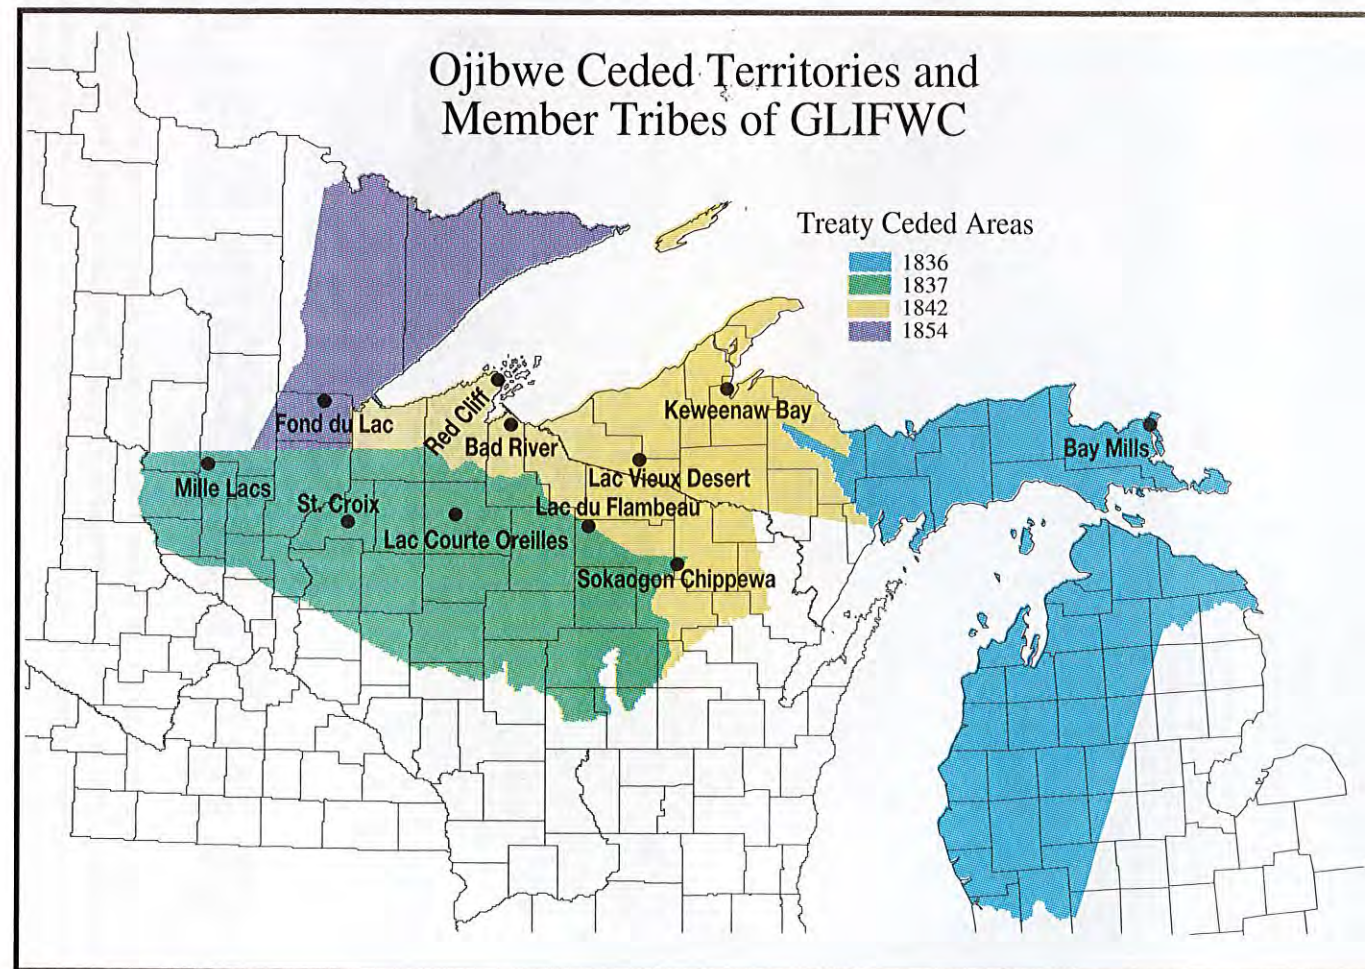 Ojibwe Ceded Territories and
Member Tribes of GLIFWC
Treaty Ceded Areas
1836
1837
1842
1854
Fond du Lac
Red Cliff
Bad River
Keweenaw Bay
Bay Mills
Mille Lacs
St. Croix
Lac Vieux Desert
Lac du Flambeau
Lac Courte Oreilles
Sokaogon Chippewa